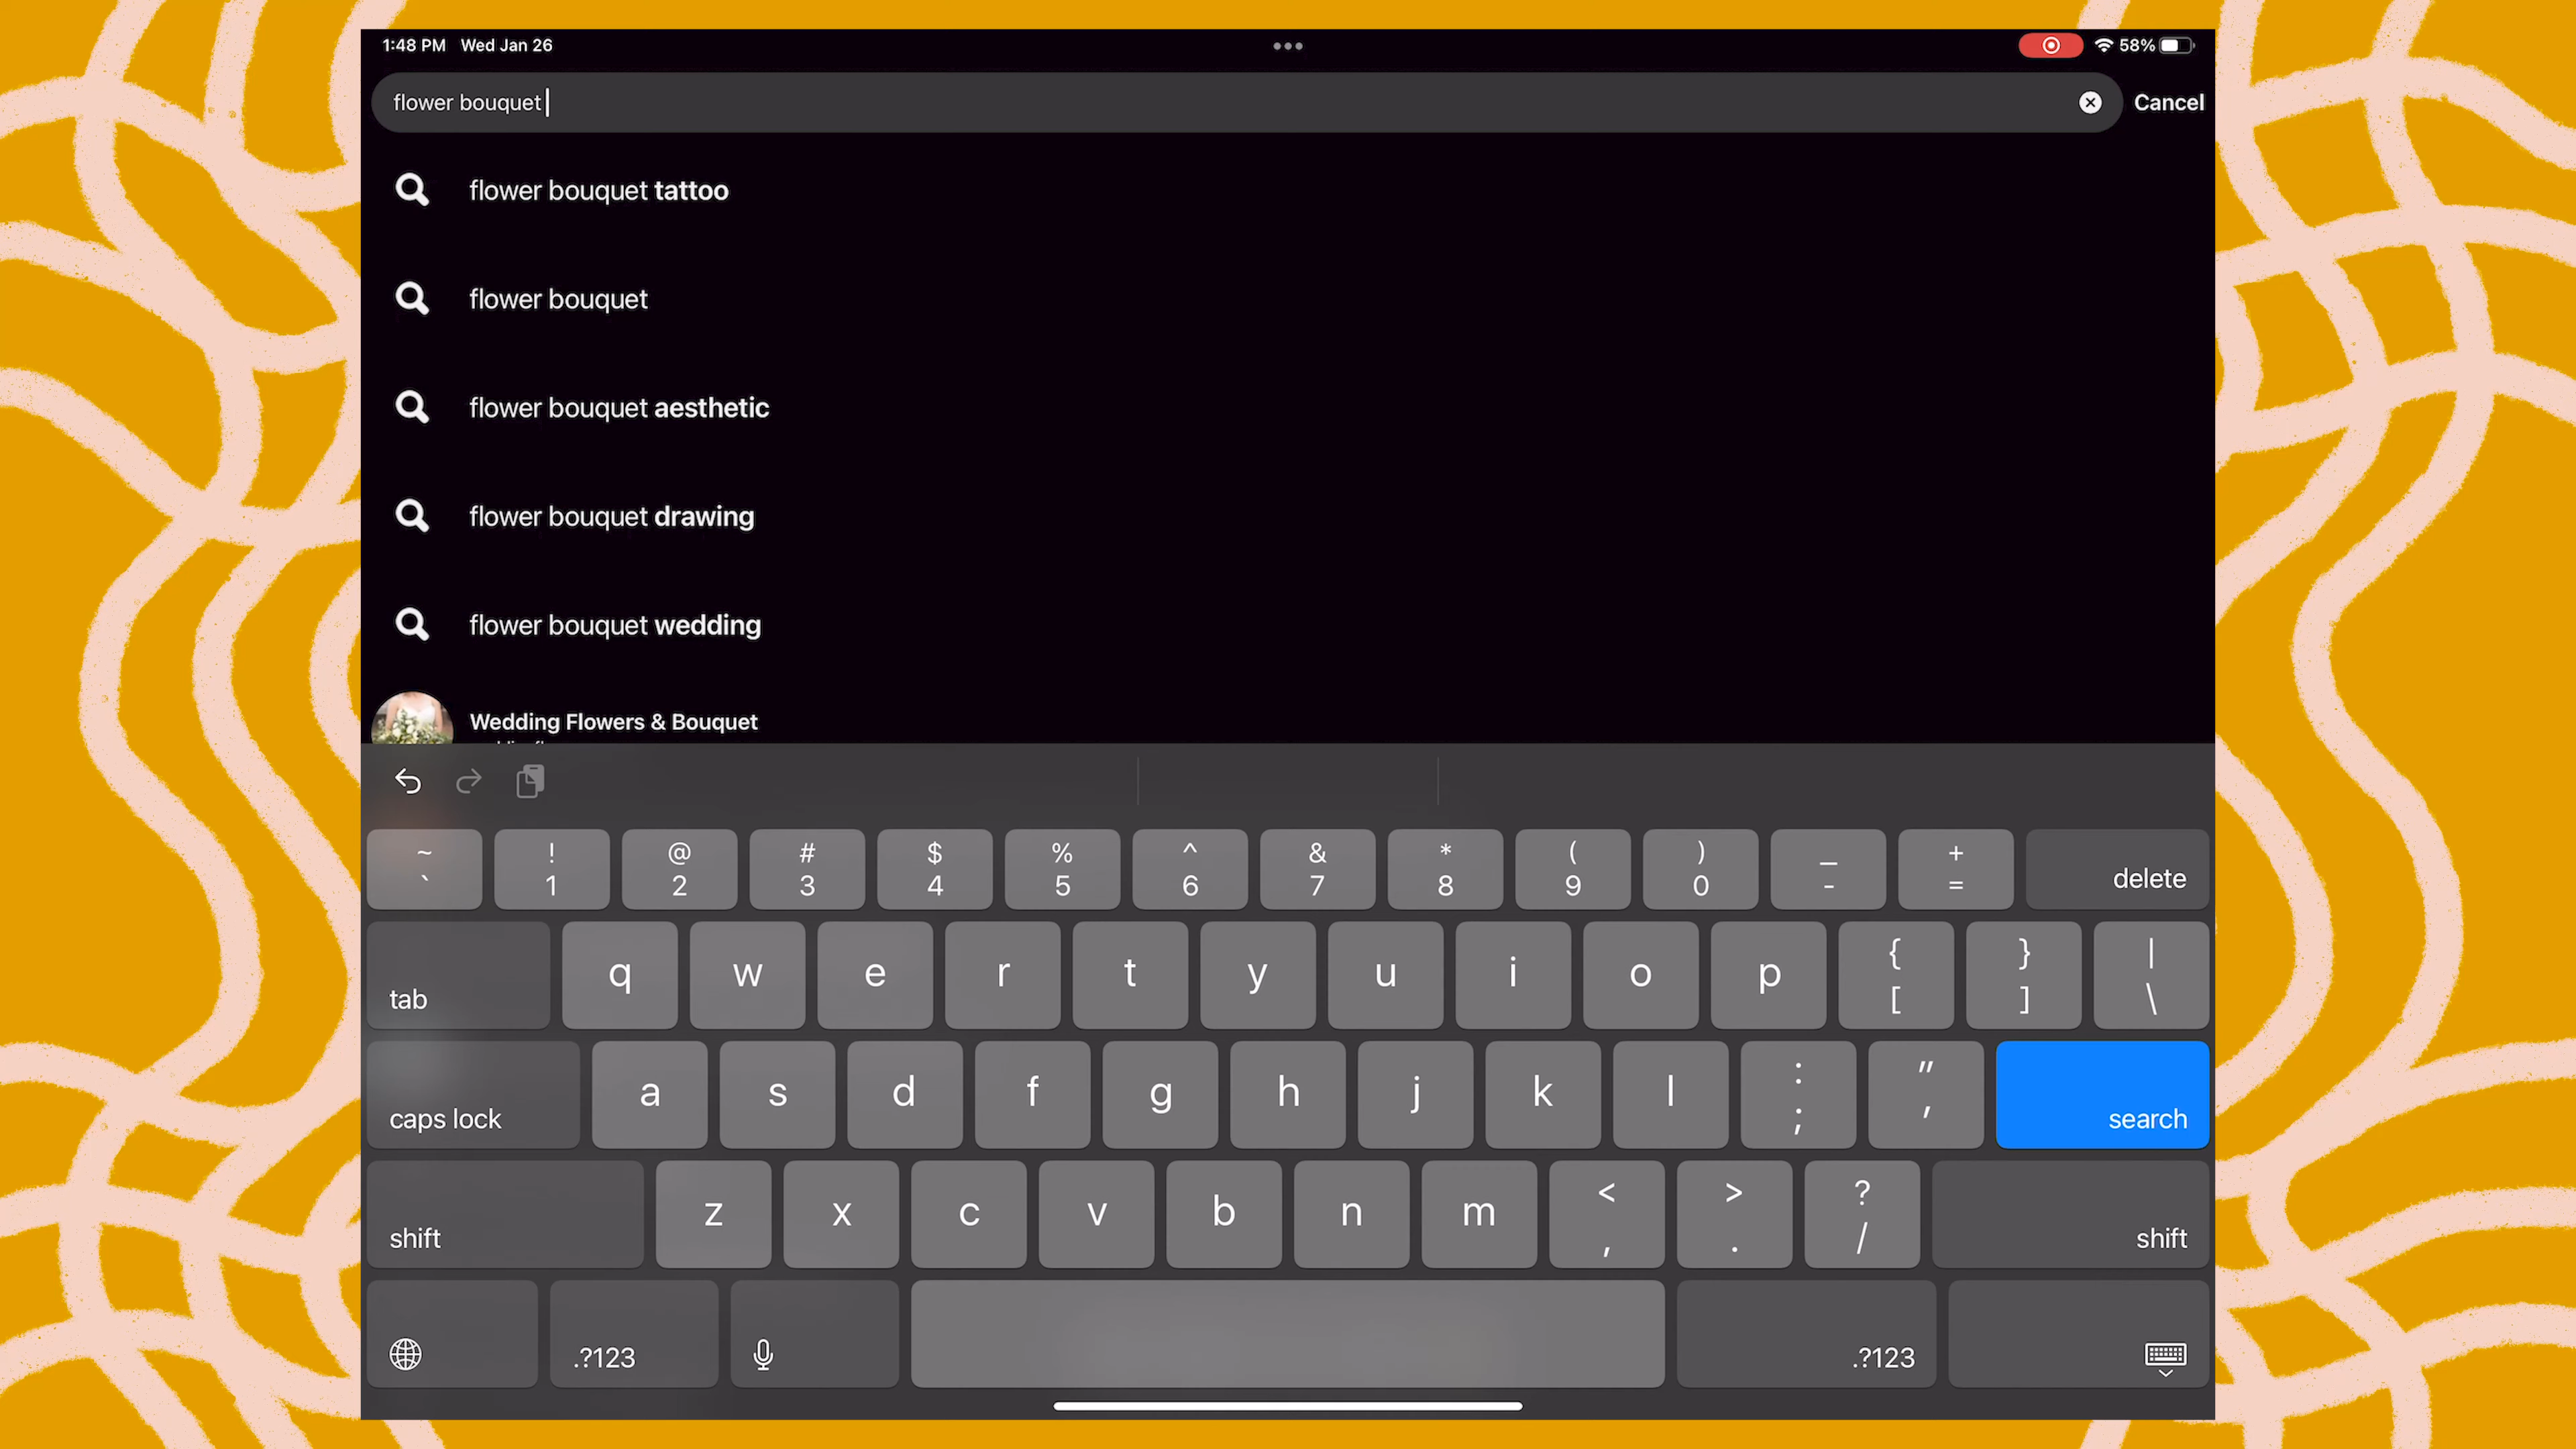 1:48 PM Wed Jan 26
58%
flower bouquet
Cancel
flower bouquet tattoo
flower bouquet
flower bouquet aesthetic
flower bouquet drawing
flower bouquet wedding
Wedding Flowers & Bouquet
~ ! @ # $ % ^ & * ( ) _ +
` 1 2 3 4 5 6 7 8 9 0 - = delete
tab q w e r t y u i o p { [ } ] | \
caps lock a s d f g h j k l : ; " ' search
shift z x c v b n m < , > . ? / shift
.?123 .?123